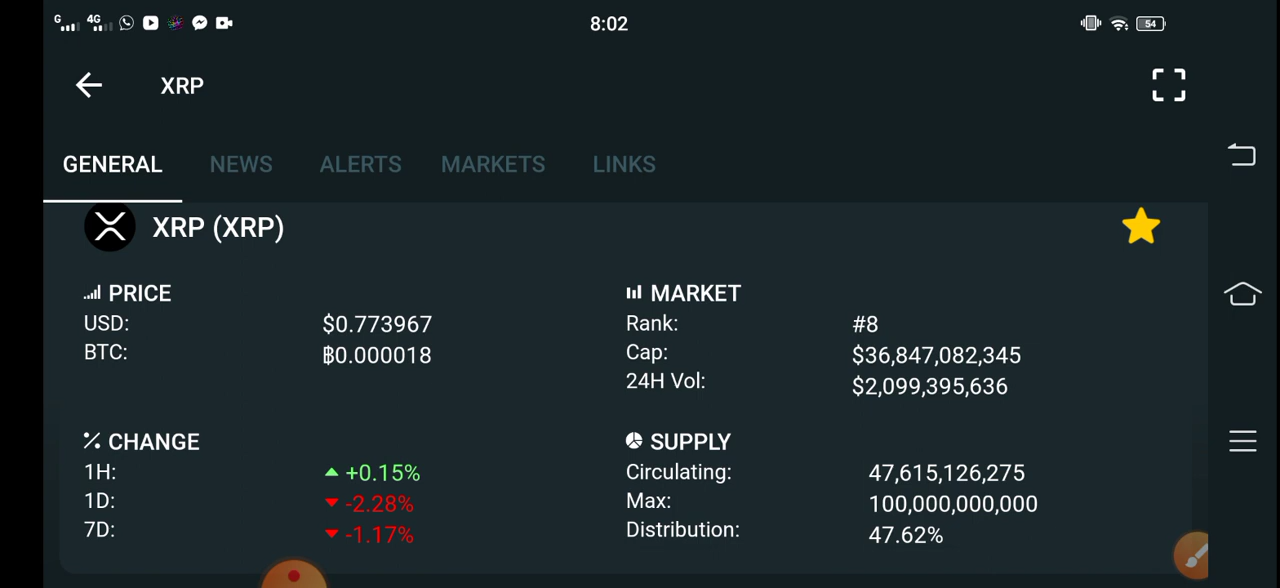 G 4G 8:02 54
XRP
GENERAL NEWS ALERTS MARKETS LINKS
XRP (XRP)
PRICE
USD: $0.773967
BTC: ฿0.000018
MARKET
Rank: #8
Cap: $36,847,082,345
24H Vol: $2,099,395,636
CHANGE
1H: +0.15%
1D: -2.28%
7D: -1.17%
SUPPLY
Circulating: 47,615,126,275
Max: 100,000,000,000
Distribution: 47.62%